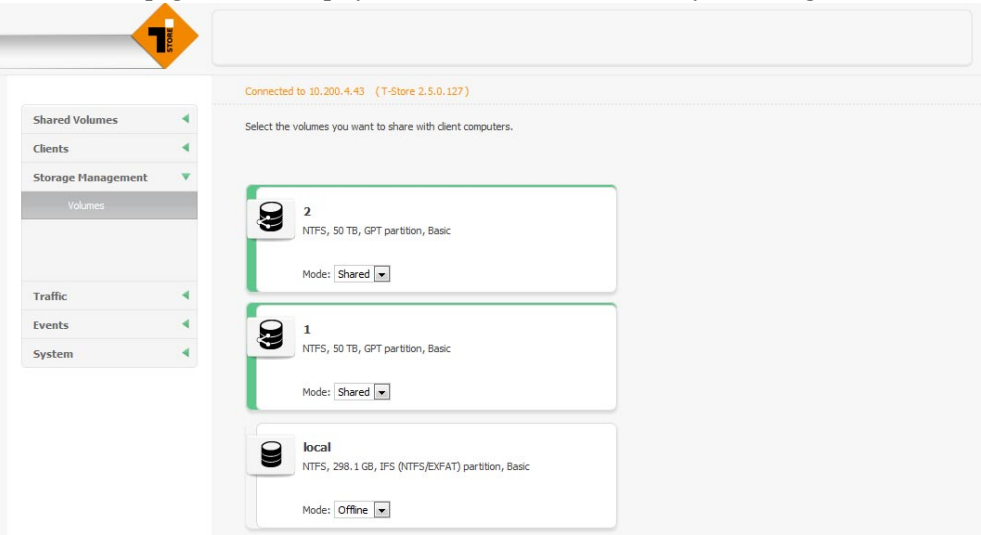 STORE
Connected to 10.200.4.43 (T-Store 2.5.0.127)
Shared Volumes
Clients
Storage Management
Volumes
Traffic
Events
System
Select the volumes you want to share with client computers.
2
NTFS, 50 TB, GPT partition, Basic
Mode: Shared
1
NTFS, 50 TB, GPT partition, Basic
Mode: Shared
local
NTFS, 298.1 GB, IFS (NTFS/EXFAT) partition, Basic
Mode: Offline